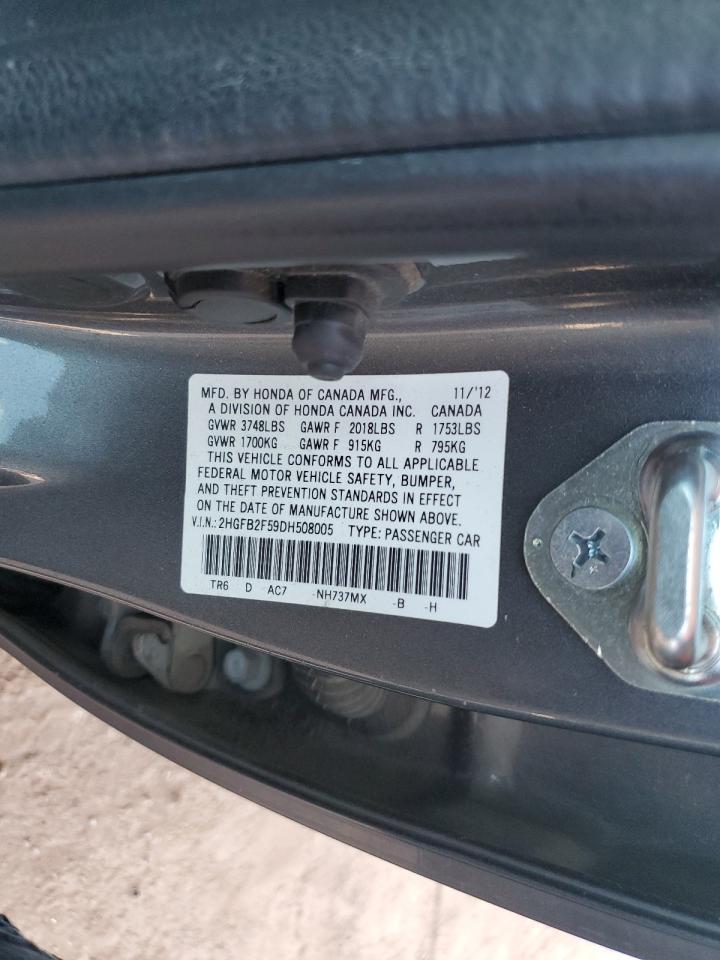 MFD. BY HONDA OF CANADA MFG., 11/'12
A DIVISION OF HONDA CANADA INC. CANADA
GVWR 3748LBS GAWR F 2018LBS R 1753LBS
GVWR 1700KG GAWR F 915KG R 795KG
THIS VEHICLE CONFORMS TO ALL APPLICABLE
FEDERAL MOTOR VEHICLE SAFETY, BUMPER,
AND THEFT PREVENTION STANDARDS IN EFFECT
ON THE DATE OF MANUFACTURE SHOWN ABOVE.
V.I.N.: 2HGFB2F59DH508005 TYPE: PASSENGER CAR
TR6 D AC7 -NH737MX -B -H